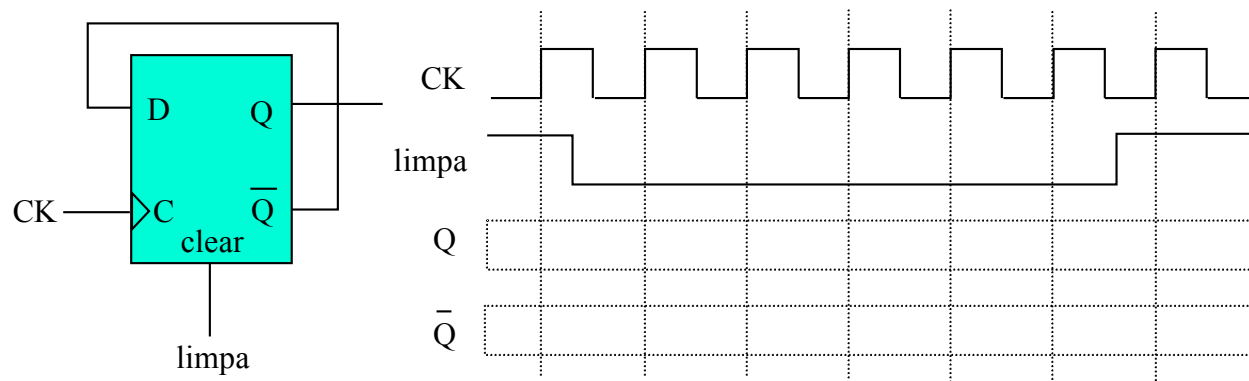 D Q
CK C Q̅
clear
limpa
CK
limpa
Q
Q̅